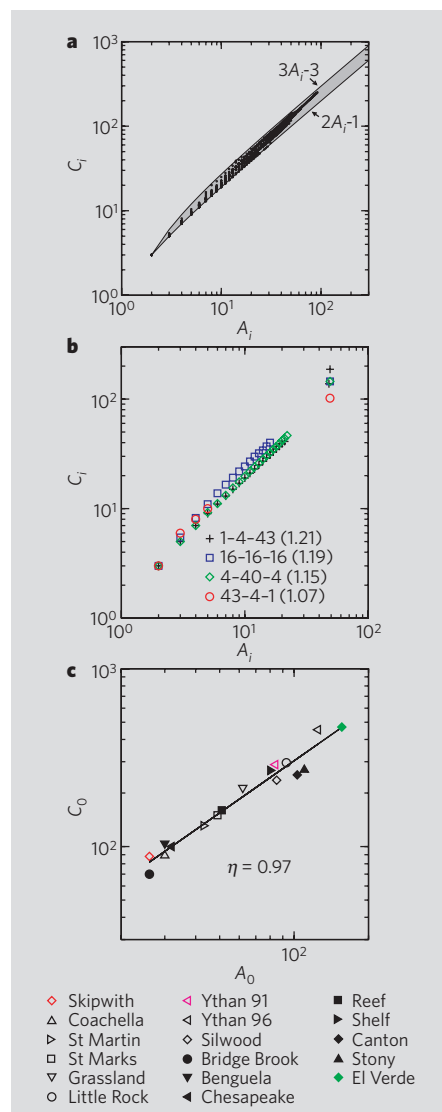 a
10³
3Aᵢ-3
2Aᵢ-1
10²
Cᵢ
10¹
10⁰
10⁰ 10¹ 10²
Aᵢ
b
10²
Cᵢ
10¹
1–4–43 (1.21)
16–16–16 (1.19)
4–40–4 (1.15)
43–4–1 (1.07)
10⁰
10⁰ 10¹ 10²
Aᵢ
c
10³
C₀
10²
η = 0.97
10²
A₀
Skipwith
Coachella
St Martin
St Marks
Grassland
Little Rock
Ythan 91
Ythan 96
Silwood
Bridge Brook
Benguela
Chesapeake
Reef
Shelf
Canton
Stony
El Verde